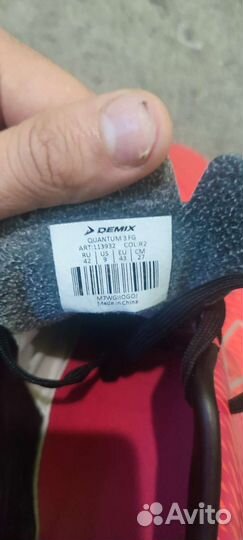 DEMIX
QUANTUM 3 FG
ART:113932 COL:R2
RU US EU CM
42 9 43 27
Made in China
Avito